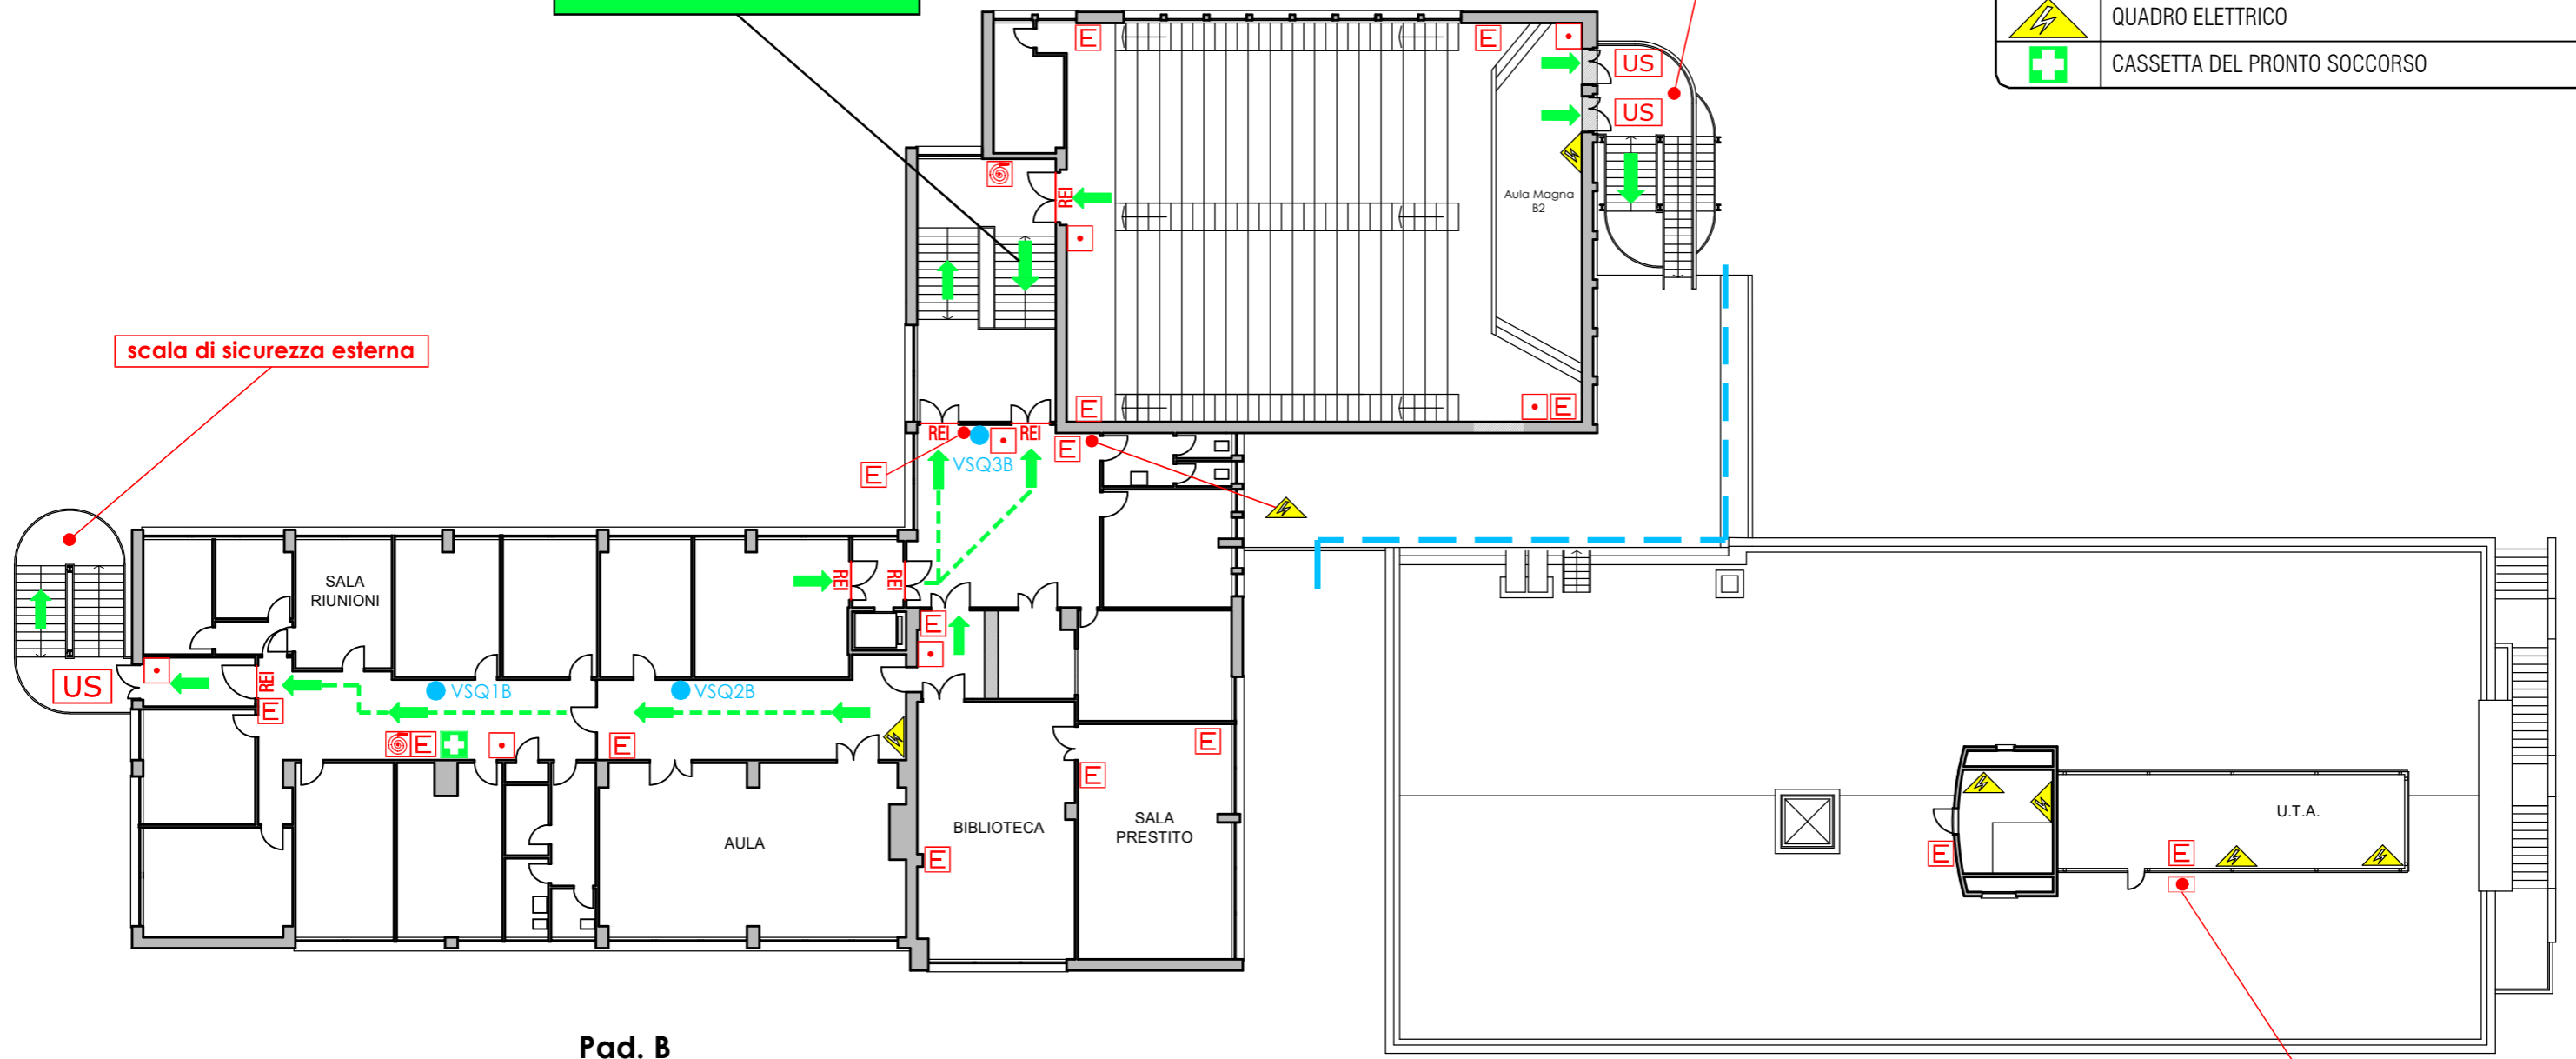 QUADRO ELETTRICO
CASSETTA DEL PRONTO SOCCORSO
E
E
US
US
REI
Aula Magna
B2
scala di sicurezza esterna
E
E
REI
REI
E
E
VSQ3B
SALA
RIUNIONI
REI
REI
E
US
REI
VSQ1B
VSQ2B
E
E
E
E
E
BIBLIOTECA
SALA
PRESTITO
AULA
E
U.T.A.
E
E
Pad. B